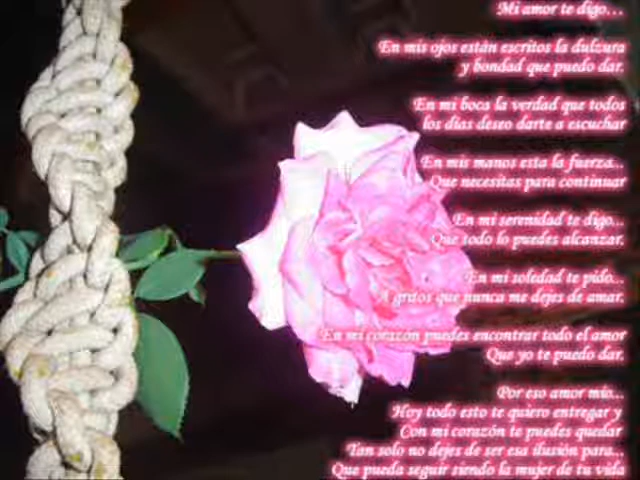 Mi amor te digo...
En mis ojos están escritos la dulzura
y bondad que puedo dar.
En mi boca la verdad que todos
los días deseo darte a escuchar
En mis manos esta la fuerza...
Que necesitas para continuar
En mi serenidad te digo...
Que todo lo puedes alcanzar.
En mi soledad te pido...
A gritos que nunca me dejes de amar.
En mi corazón puedes encontrar todo el amor
Que yo te puedo dar.
Por eso amor mío...
Hoy todo esto te quiero entregar y
Con mi corazón te puedes quedar
Tan solo no dejes de ser esa ilusión para...
Que pueda seguir siendo la mujer de tu vida